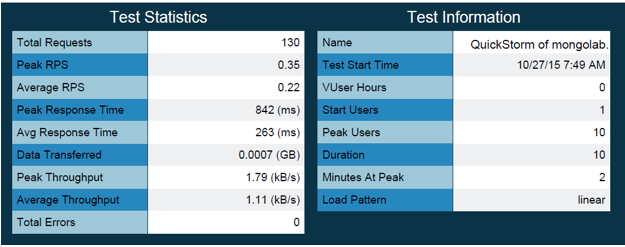 Test Statistics
Total Requests 130
Peak RPS 0.35
Average RPS 0.22
Peak Response Time 842 (ms)
Avg Response Time 263 (ms)
Data Transferred 0.0007 (GB)
Peak Throughput 1.79 (kB/s)
Average Throughput 1.11 (kB/s)
Total Errors 0
Test Information
Name QuickStorm of mongolab.
Test Start Time 10/27/15 7:49 AM
VUser Hours 0
Start Users 1
Peak Users 10
Duration 10
Minutes At Peak 2
Load Pattern linear